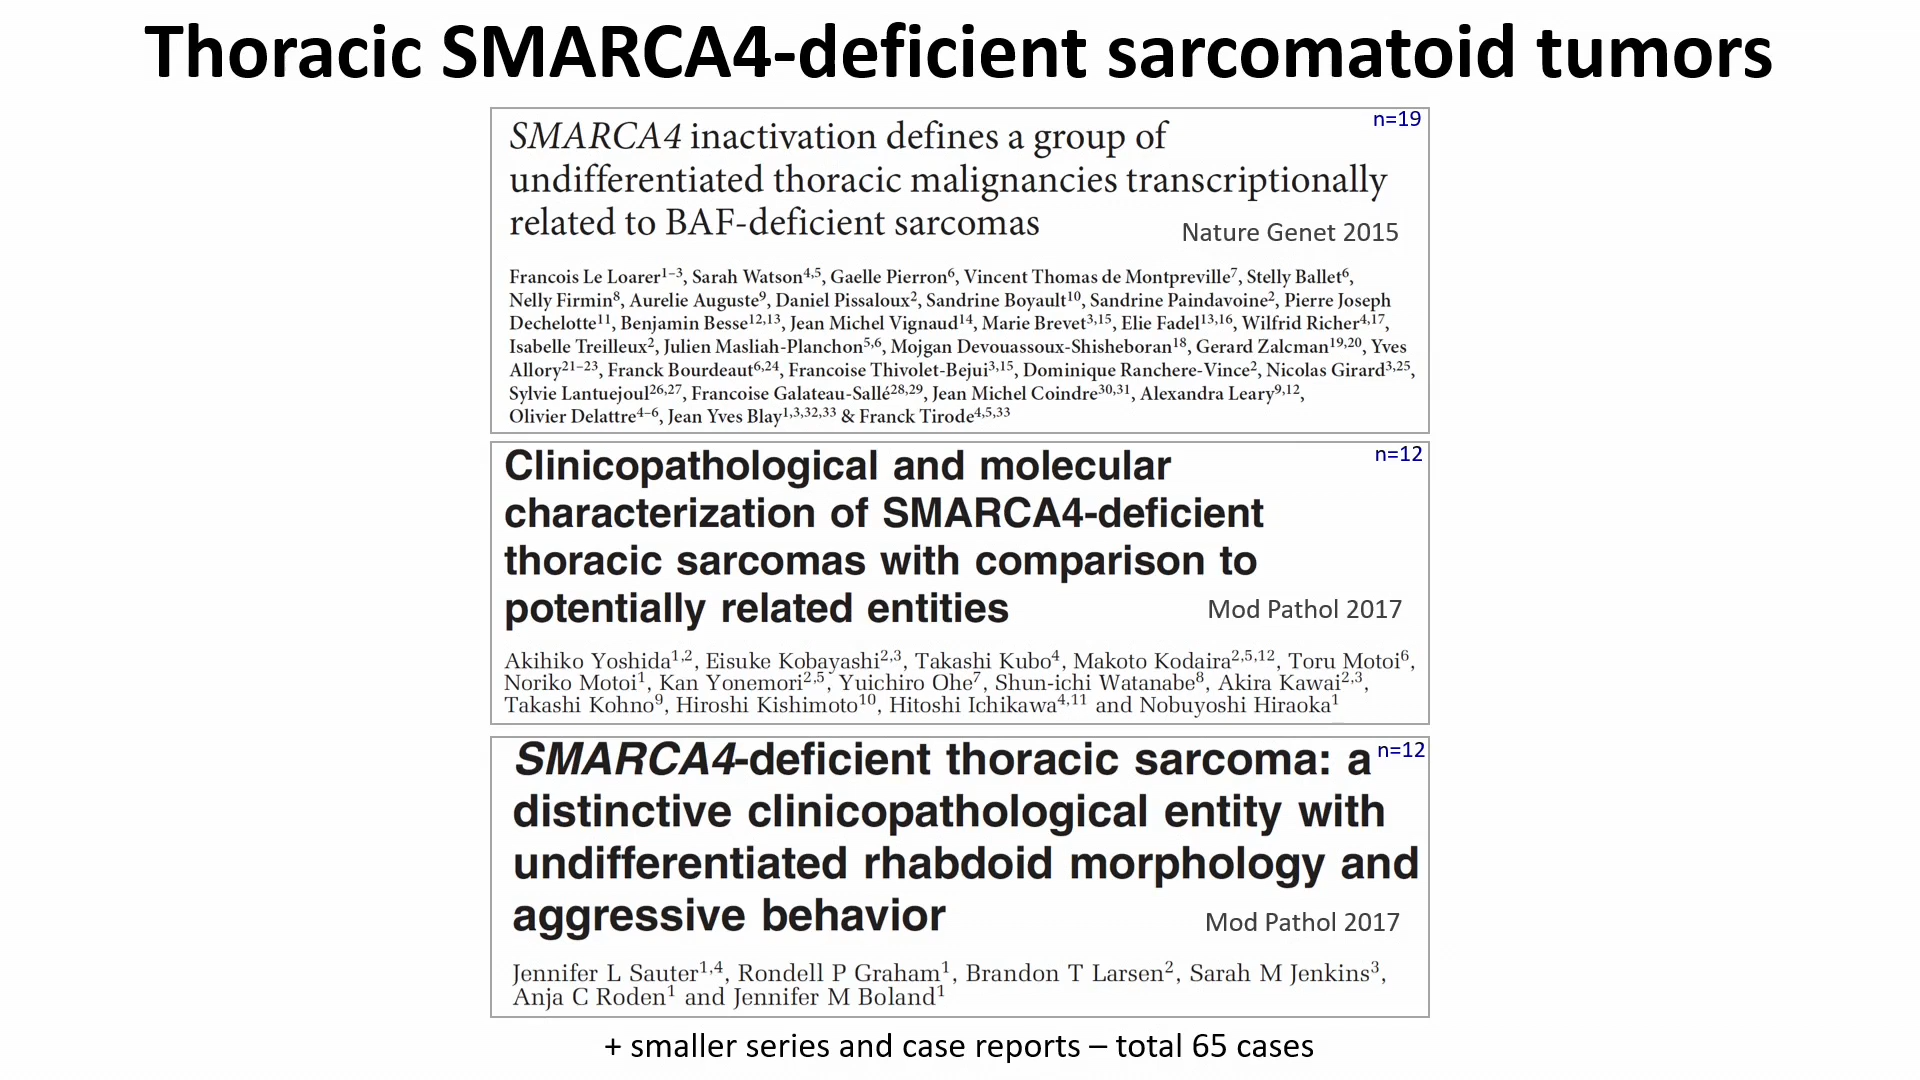 Thoracic SMARCA4-deficient sarcomatoid tumors
n=19
SMARCA4 inactivation defines a group of
undifferentiated thoracic malignancies transcriptionally
related to BAF-deficient sarcomas
Nature Genet 2015
Francois Le Loarer1–3, Sarah Watson4,5, Gaelle Pierron6, Vincent Thomas de Montpreville7, Stelly Ballet6,
Nelly Firmin8, Aurelie Auguste9, Daniel Pissaloux2, Sandrine Boyault10, Sandrine Paindavoine2, Pierre Joseph
Dechelotte11, Benjamin Besse12,13, Jean Michel Vignaud14, Marie Brevet3,15, Elie Fadel13,16, Wilfrid Richer4,17,
Isabelle Treilleux2, Julien Masliah-Planchon5,6, Mojgan Devouassoux-Shisheboran18, Gerard Zalcman19,20, Yves
Allory21–23, Franck Bourdeaut6,24, Francoise Thivolet-Bejui3,15, Dominique Ranchere-Vince2, Nicolas Girard3,25,
Sylvie Lantuejoul26,27, Francoise Galateau-Sallé28,29, Jean Michel Coindre30,31, Alexandra Leary9,12,
Olivier Delattre4–6, Jean Yves Blay1,3,32,33 & Franck Tirode4,5,33
n=12
Clinicopathological and molecular
characterization of SMARCA4-deficient
thoracic sarcomas with comparison to
potentially related entities
Mod Pathol 2017
Akihiko Yoshida1,2, Eisuke Kobayashi2,3, Takashi Kubo4, Makoto Kodaira2,5,12, Toru Motoi6,
Noriko Motoi1, Kan Yonemori2,5, Yuichiro Ohe7, Shun-ichi Watanabe8, Akira Kawai2,3,
Takashi Kohno9, Hiroshi Kishimoto10, Hitoshi Ichikawa4,11 and Nobuyoshi Hiraoka1
SMARCA4-deficient thoracic sarcoma: a
n=12
distinctive clinicopathological entity with
undifferentiated rhabdoid morphology and
aggressive behavior
Mod Pathol 2017
Jennifer L Sauter1,4, Rondell P Graham1, Brandon T Larsen2, Sarah M Jenkins3,
Anja C Roden1 and Jennifer M Boland1
+ smaller series and case reports – total 65 cases